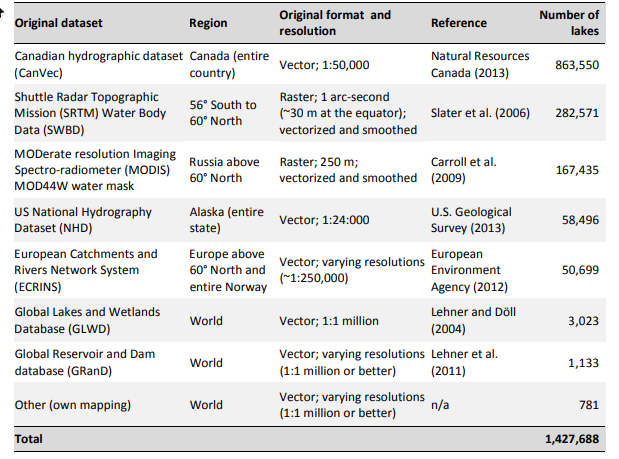 Original dataset Region Original format and resolution Reference Number of lakes
Canadian hydrographic dataset (CanVec) Canada (entire country) Vector; 1:50,000 Natural Resources Canada (2013) 863,550
Shuttle Radar Topographic Mission (SRTM) Water Body Data (SWBD) 56° South to 60° North Raster; 1 arc-second (~30 m at the equator); vectorized and smoothed Slater et al. (2006) 282,571
MODerate resolution Imaging Spectro-radiometer (MODIS) MOD44W water mask Russia above 60° North Raster; 250 m; vectorized and smoothed Carroll et al. (2009) 167,435
US National Hydrography Dataset (NHD) Alaska (entire state) Vector; 1:24:000 U.S. Geological Survey (2013) 58,496
European Catchments and Rivers Network System (ECRINS) Europe above 60° North and entire Norway Vector; varying resolutions (~1:250,000) European Environment Agency (2012) 50,699
Global Lakes and Wetlands Database (GLWD) World Vector; 1:1 million Lehner and Döll (2004) 3,023
Global Reservoir and Dam database (GRanD) World Vector; varying resolutions (1:1 million or better) Lehner et al. (2011) 1,133
Other (own mapping) World Vector; varying resolutions (1:1 million or better) n/a 781
Total 1,427,688